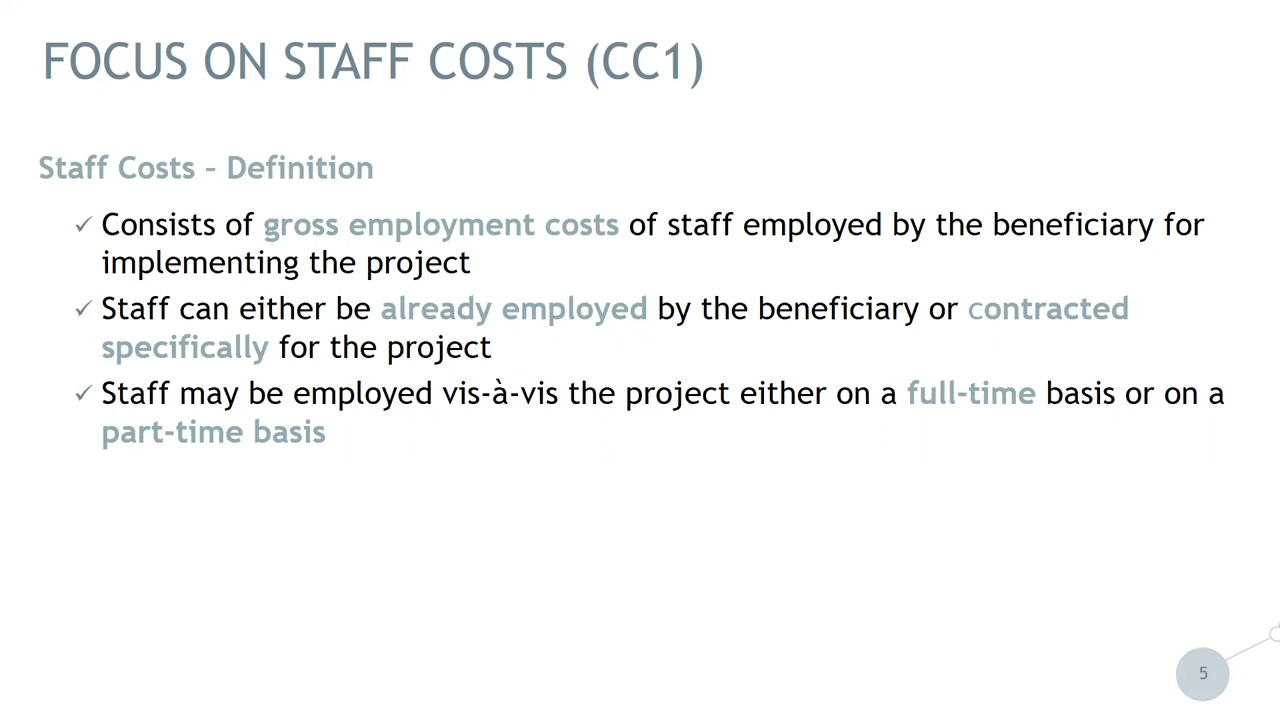 FOCUS ON STAFF COSTS (CC1)
Staff Costs – Definition
✓ Consists of gross employment costs of staff employed by the beneficiary for
implementing the project
✓ Staff can either be already employed by the beneficiary or contracted
specifically for the project
✓ Staff may be employed vis-à-vis the project either on a full-time basis or on a
part-time basis
5